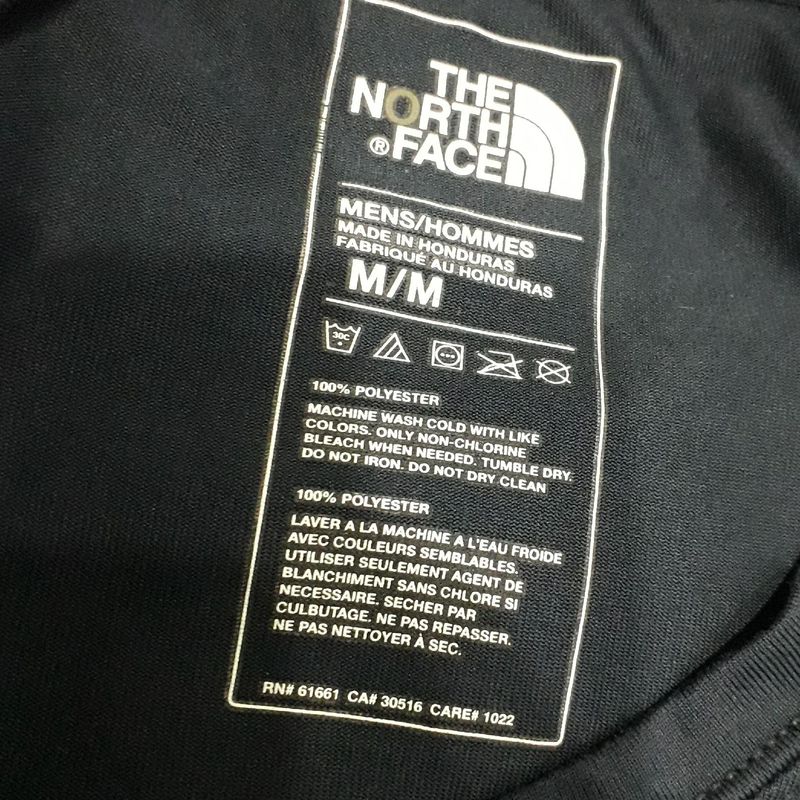 THE
NORTH
®FACE
MENS/HOMMES
MADE IN HONDURAS
FABRIQUÉ AU HONDURAS
M/M
30C
100% POLYESTER
MACHINE WASH COLD WITH LIKE
COLORS. ONLY NON-CHLORINE
BLEACH WHEN NEEDED. TUMBLE DRY.
DO NOT IRON. DO NOT DRY CLEAN
100% POLYESTER
LAVER A LA MACHINE A L'EAU FROIDE
AVEC COULEURS SEMBLABLES.
UTILISER SEULEMENT AGENT DE
BLANCHIMENT SANS CHLORE SI
NECESSAIRE. SECHER PAR
CULBUTAGE. NE PAS REPASSER.
NE PAS NETTOYER À SEC.
RN# 61661 CA# 30516 CARE# 1022